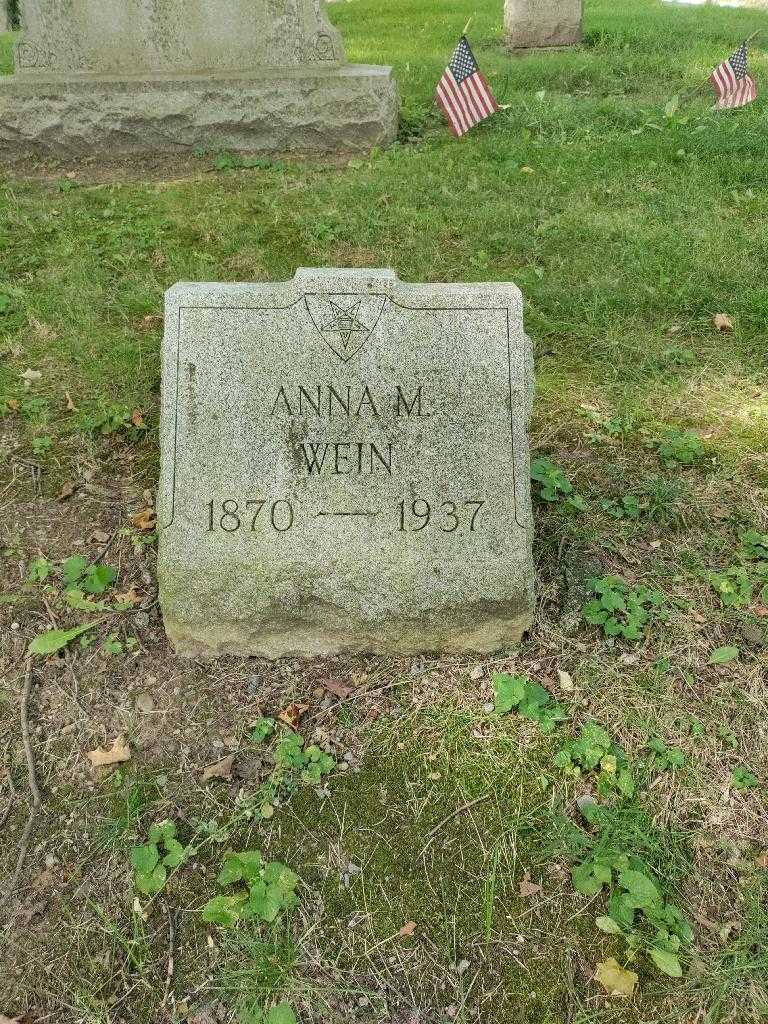 ANNA M.
WEIN
1870 — 1937